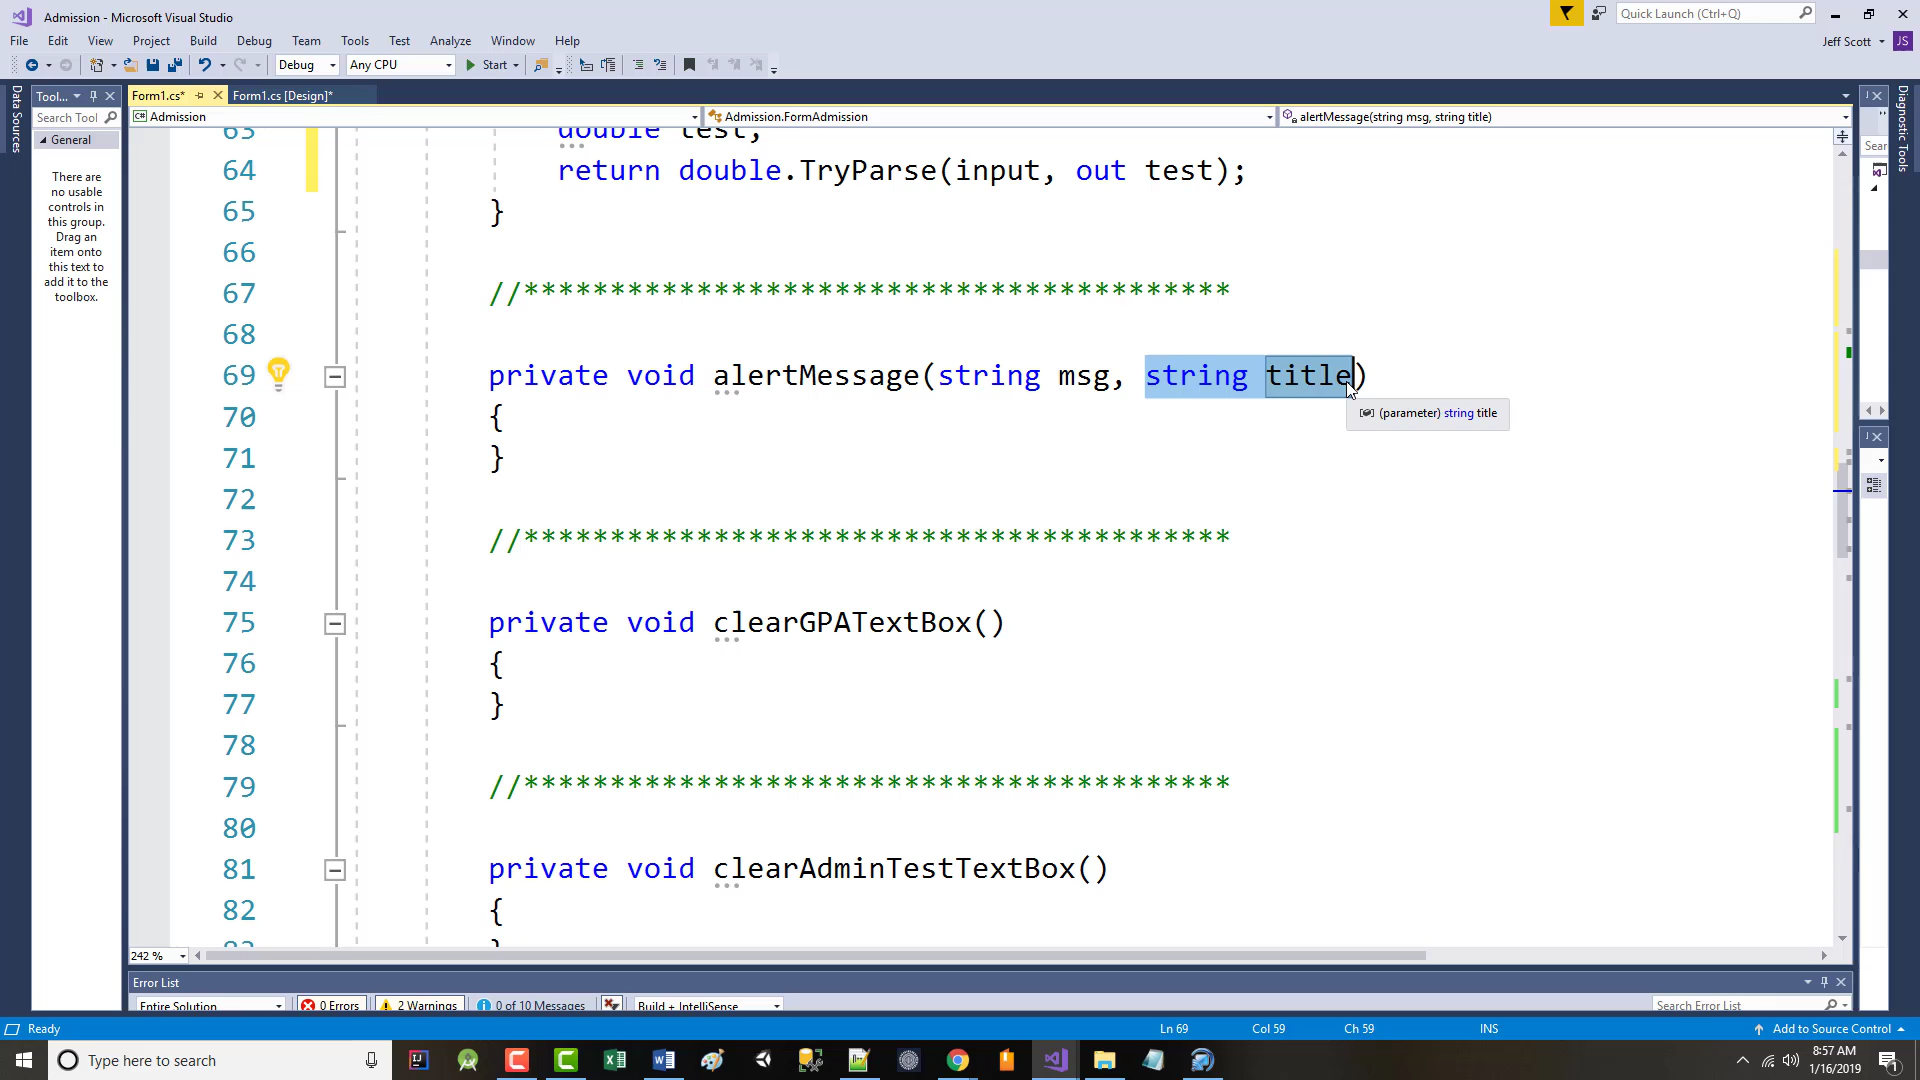 Admission - Microsoft Visual Studio
Quick Launch (Ctrl+Q)
File Edit View Project Build Debug Team Tools Test Analyze Window Help
Jeff Scott JS
Debug Any CPU Start
Data Sources
Tool...
Form1.cs* Form1.cs [Design]*
Search Tool
Admission Admission.FormAdmission alertMessage(string msg, string title)
General
There are
no usable
controls in
this group.
Drag an
item onto
this text to
add it to the
toolbox.
Diagnostic Tools
Sear
63 double test;
64 return double.TryParse(input, out test);
65 }
66
67 //*****************************************
68
69 private void alertMessage(string msg, string title)
(parameter) string title
70 {
71 }
72
73 //*****************************************
74
75 private void clearGPATextBox()
76 {
77 }
78
79 //*****************************************
80
81 private void clearAdminTestTextBox()
82 {
83 }
242 %
Error List
Entire Solution 0 Errors 2 Warnings 0 of 10 Messages Build + IntelliSense Search Error List
Ready Ln 69 Col 59 Ch 59 INS Add to Source Control
Type here to search
8:57 AM
1/16/2019
1